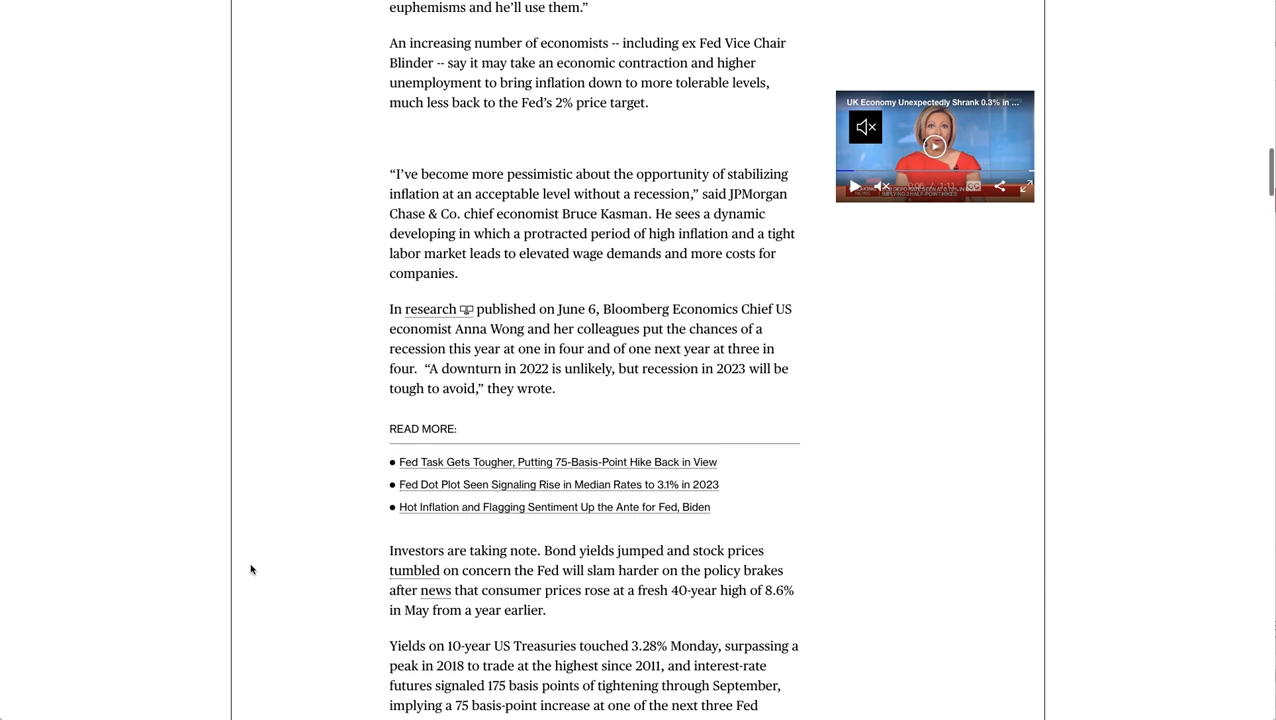 euphemisms and he’ll use them.”
An increasing number of economists -- including ex Fed Vice Chair
Blinder -- say it may take an economic contraction and higher
unemployment to bring inflation down to more tolerable levels,
much less back to the Fed’s 2% price target.
UK Economy Unexpectedly Shrank 0.3% in ...
“I’ve become more pessimistic about the opportunity of stabilizing
inflation at an acceptable level without a recession,” said JPMorgan
Chase & Co. chief economist Bruce Kasman. He sees a dynamic
developing in which a protracted period of high inflation and a tight
labor market leads to elevated wage demands and more costs for
companies.
In research published on June 6, Bloomberg Economics Chief US
economist Anna Wong and her colleagues put the chances of a
recession this year at one in four and of one next year at three in
four. “A downturn in 2022 is unlikely, but recession in 2023 will be
tough to avoid,” they wrote.
READ MORE:
• Fed Task Gets Tougher, Putting 75-Basis-Point Hike Back in View
• Fed Dot Plot Seen Signaling Rise in Median Rates to 3.1% in 2023
• Hot Inflation and Flagging Sentiment Up the Ante for Fed, Biden
Investors are taking note. Bond yields jumped and stock prices
tumbled on concern the Fed will slam harder on the policy brakes
after news that consumer prices rose at a fresh 40-year high of 8.6%
in May from a year earlier.
Yields on 10-year US Treasuries touched 3.28% Monday, surpassing a
peak in 2018 to trade at the highest since 2011, and interest-rate
futures signaled 175 basis points of tightening through September,
implying a 75 basis-point increase at one of the next three Fed